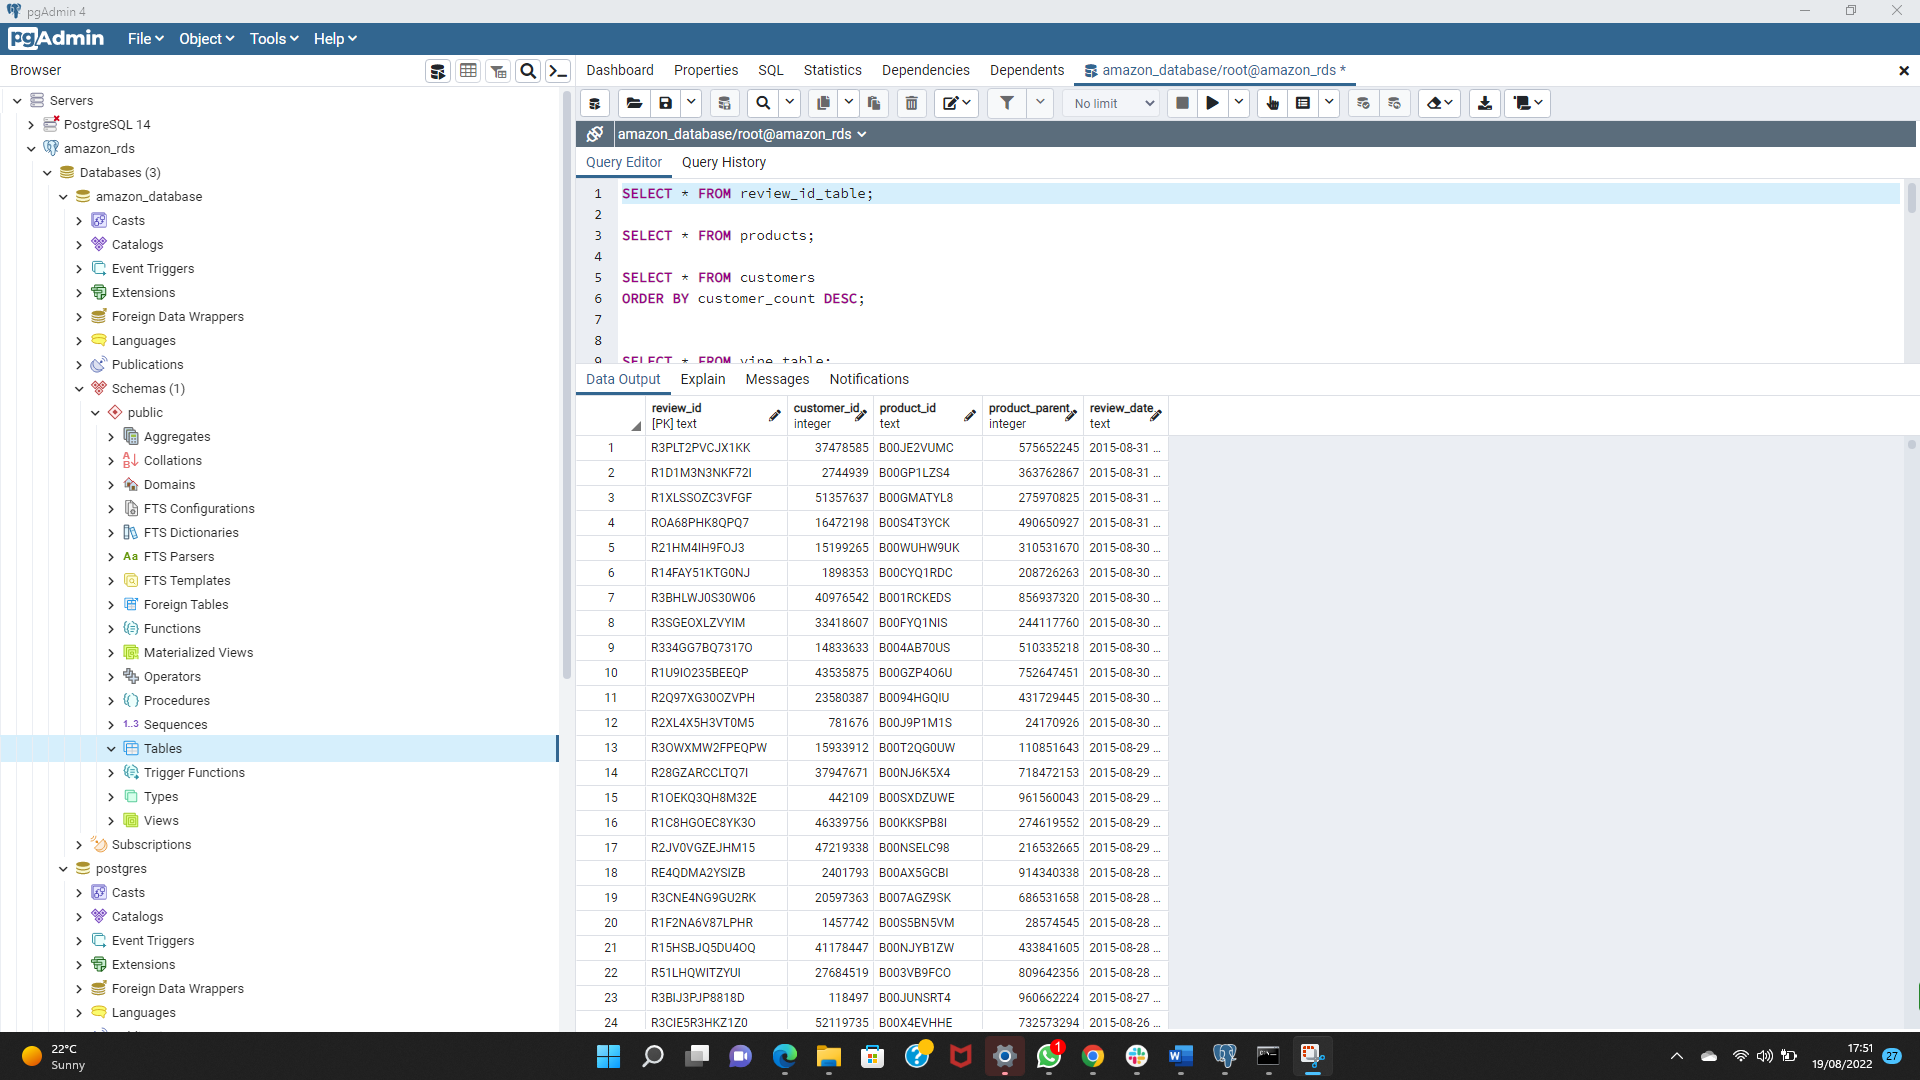 pgAdmin 4
pgAdmin File Object Tools Help
Browser
Servers
PostgreSQL 14
amazon_rds
Databases (3)
amazon_database
Casts
Catalogs
Event Triggers
Extensions
Foreign Data Wrappers
Languages
Publications
Schemas (1)
public
Aggregates
Collations
Domains
FTS Configurations
FTS Dictionaries
Aa FTS Parsers
FTS Templates
Foreign Tables
Functions
Materialized Views
Operators
Procedures
1..3 Sequences
Tables
Trigger Functions
Types
Views
Subscriptions
postgres
Casts
Catalogs
Event Triggers
Extensions
Foreign Data Wrappers
Languages
Dashboard Properties SQL Statistics Dependencies Dependents amazon_database/root@amazon_rds *
No limit
amazon_database/root@amazon_rds
Query Editor Query History
1 SELECT * FROM review_id_table;
2
3 SELECT * FROM products;
4
5 SELECT * FROM customers
6 ORDER BY customer_count DESC;
7
8
9 SELECT * FROM vine_table;
Data Output Explain Messages Notifications
review_id customer_id product_id product_parent review_date
[PK] text integer text integer text
1 R3PLT2PVCJX1KK 37478585 B00JE2VUMC 575652245 2015-08-31 ...
2 R1D1M3N3NKF72I 2744939 B00GP1LZS4 363762867 2015-08-31 ...
3 R1XLSSOZC3VFGF 51357637 B00GMATYL8 275970825 2015-08-31 ...
4 ROA68PHK8QPQ7 16472198 B00S4T3YCK 490650927 2015-08-31 ...
5 R21HM4IH9FOJ3 15199265 B00WUHW9UK 310531670 2015-08-30 ...
6 R14FAY51KTG0NJ 1898353 B00CYQ1RDC 208726263 2015-08-30 ...
7 R3BHLWJ0S30W06 40976542 B001RCKEDS 856937320 2015-08-30 ...
8 R3SGEOXLZVYIM 33418607 B00FYQ1NIS 244117760 2015-08-30 ...
9 R334GG7BQ7317O 14833633 B004AB70US 510335218 2015-08-30 ...
10 R1U9IO235BEEQP 43535875 B00GZP4O6U 752647451 2015-08-30 ...
11 R2Q97XG30OZVPH 23580387 B0094HGQIU 431729445 2015-08-30 ...
12 R2XL4X5H3VT0M5 781676 B00J9P1M1S 24170926 2015-08-30 ...
13 R3OWXMW2FPEQPW 15933912 B00T2QG0UW 110851643 2015-08-29 ...
14 R28GZARCCLTQ7I 37947671 B00NJ6K5X4 718472153 2015-08-29 ...
15 R1OEKQ3QH8M32E 442109 B00SXDZUWE 961560043 2015-08-29 ...
16 R1C8HGOEC8YK3O 46339756 B00KKSPB8I 274619552 2015-08-29 ...
17 R2JV0VGZEJHM15 47219338 B00NSELC98 216532665 2015-08-29 ...
18 RE4QDMA2YSIZB 2401793 B00AX5GCBI 914340338 2015-08-28 ...
19 R3CNE4NG9GU2RK 20597363 B007AGZ9SK 686531658 2015-08-28 ...
20 R1F2NA6V87LPHR 1457742 B00S5BN5VM 28574545 2015-08-28 ...
21 R15HSBJQ5DU4OQ 41178447 B00NJYB1ZW 433841605 2015-08-28 ...
22 R51LHQWITZYUI 27684519 B003VB9FCO 809642356 2015-08-28 ...
23 R3BIJ3PJP8818D 118497 B00JUNSRT4 960662224 2015-08-27 ...
24 R3CIE5R3HKZ1Z0 52119735 B00X4EVHHE 732573294 2015-08-26 ...
22°C
Sunny
1
17:51
19/08/2022
27